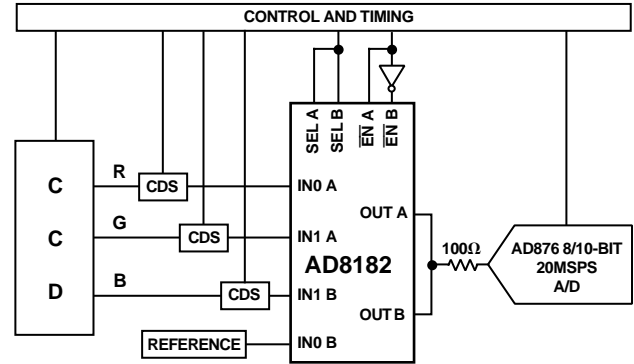 CONTROL AND TIMING
SEL A
SEL B
EN A
EN B
C
C
D
R
CDS
G
CDS
B
CDS
REFERENCE
IN0 A
IN1 A
IN1 B
IN0 B
AD8182
OUT A
OUT B
100Ω
AD876 8/10-BIT
20MSPS
A/D